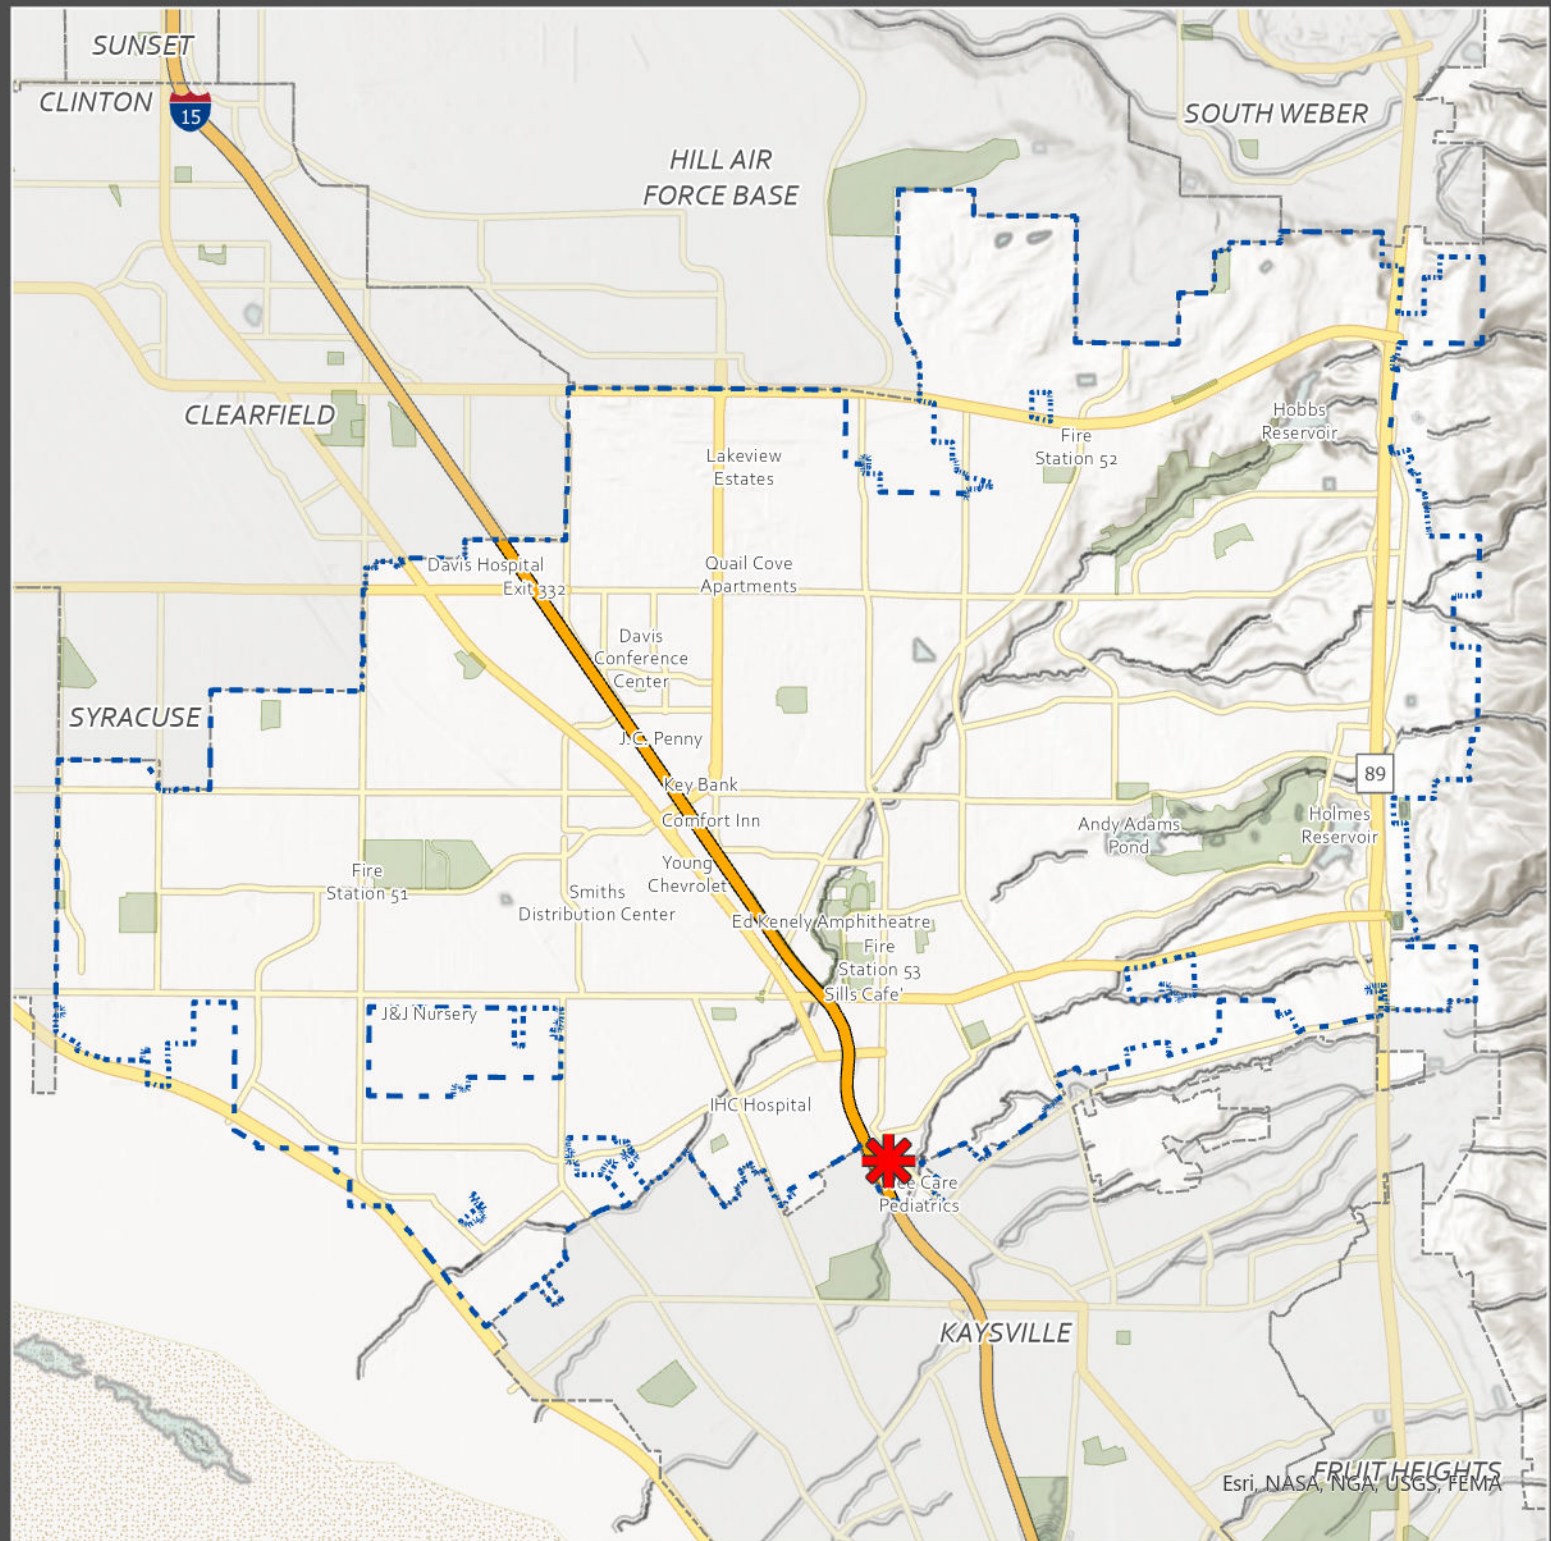 SUNSET
CLINTON
15
SOUTH WEBER
HILL AIR
FORCE BASE
CLEARFIELD
Hobbs
Reservoir
Fire
Station 52
Lakeview
Estates
Davis Hospital
Exit 332
Quail Cove
Apartments
Davis
Conference
Center
SYRACUSE
J.C. Penny
89
Key Bank
Comfort Inn
Andy Adams
Pond
Holmes
Reservoir
Fire
Station 51
Young
Chevrolet
Smiths
Distribution Center
Ed Kenely Amphitheatre
Fire
Station 53
Sills Cafe'
J&J Nursery
IHC Hospital
Care
Pediatrics
KAYSVILLE
FRUIT HEIGHTS
Esri, NASA, NGA, USGS, FEMA